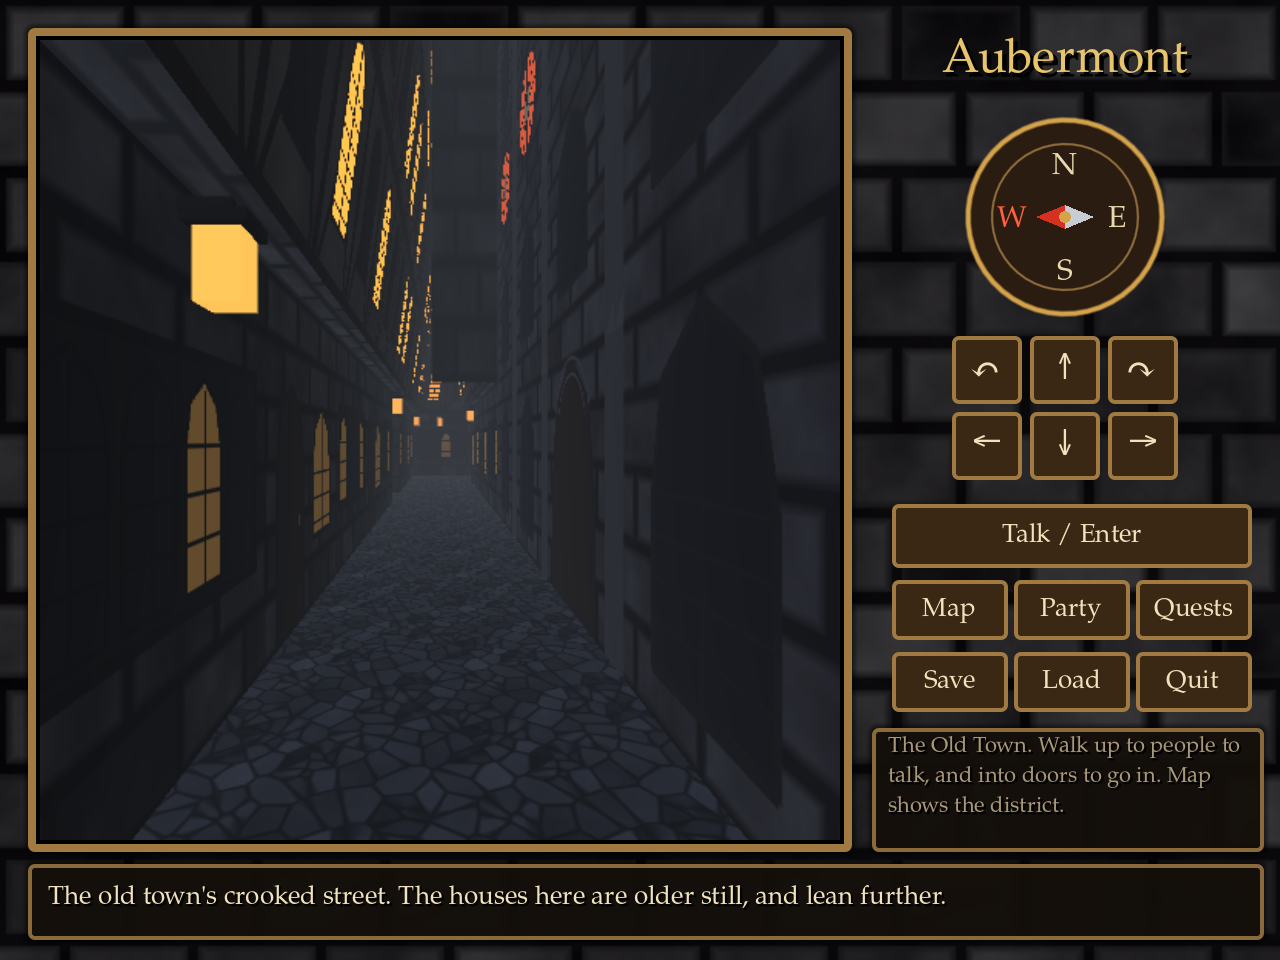 Aubermont
N
W E
S
↶ ↑ ↷
← ↓ →
Talk / Enter
Map Party Quests
Save Load Quit
The Old Town. Walk up to people to
talk, and into doors to go in. Map
shows the district.
The old town's crooked street. The houses here are older still, and lean further.